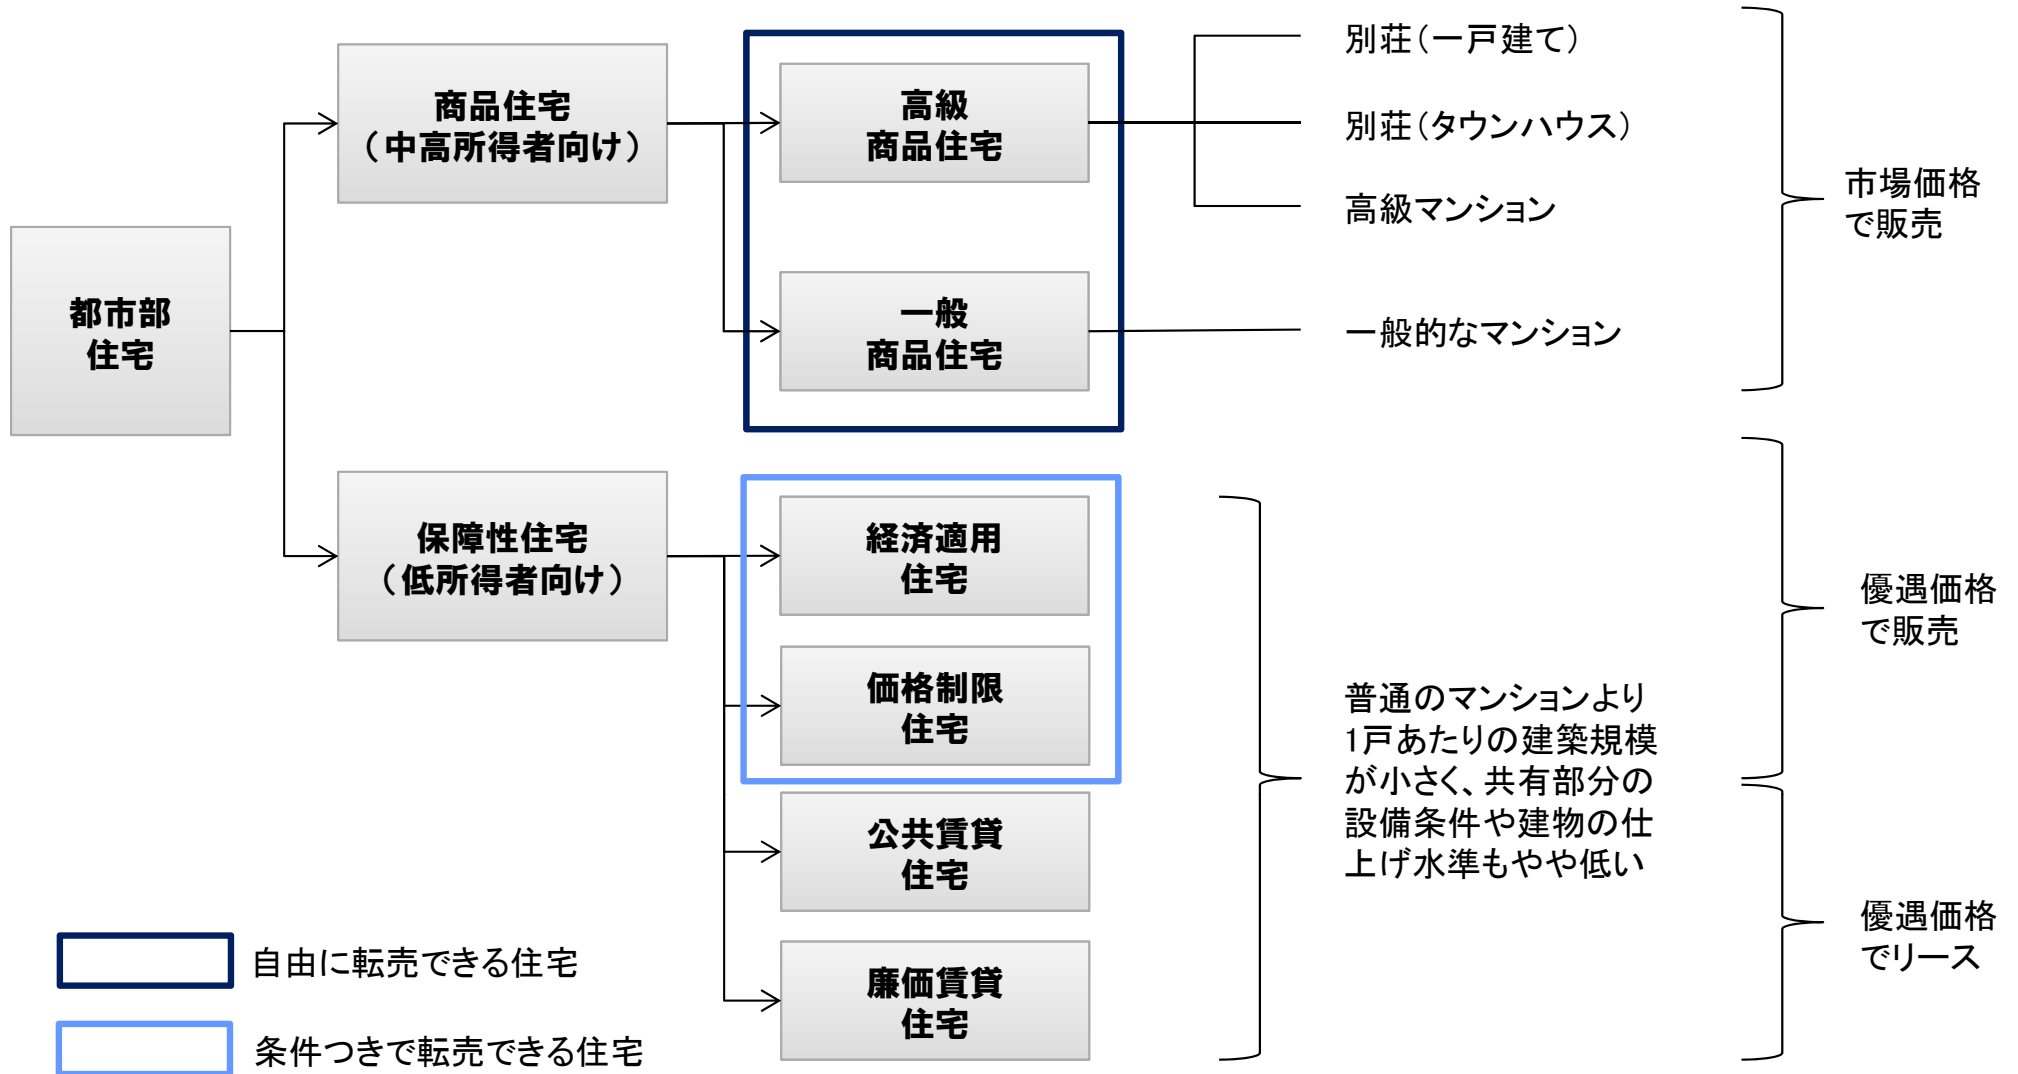 都市部
住宅
商品住宅
（中高所得者向け）
高級
商品住宅
別荘（一戸建て）
別荘（タウンハウス）
高級マンション
一般
商品住宅
一般的なマンション
市場価格
で販売
保障性住宅
（低所得者向け）
経済適用
住宅
価格制限
住宅
公共賃貸
住宅
廉価賃貸
住宅
普通のマンションより
1戸あたりの建築規模
が小さく、共有部分の
設備条件や建物の仕
上げ水準もやや低い
優遇価格
で販売
優遇価格
でリース
自由に転売できる住宅
条件つきで転売できる住宅